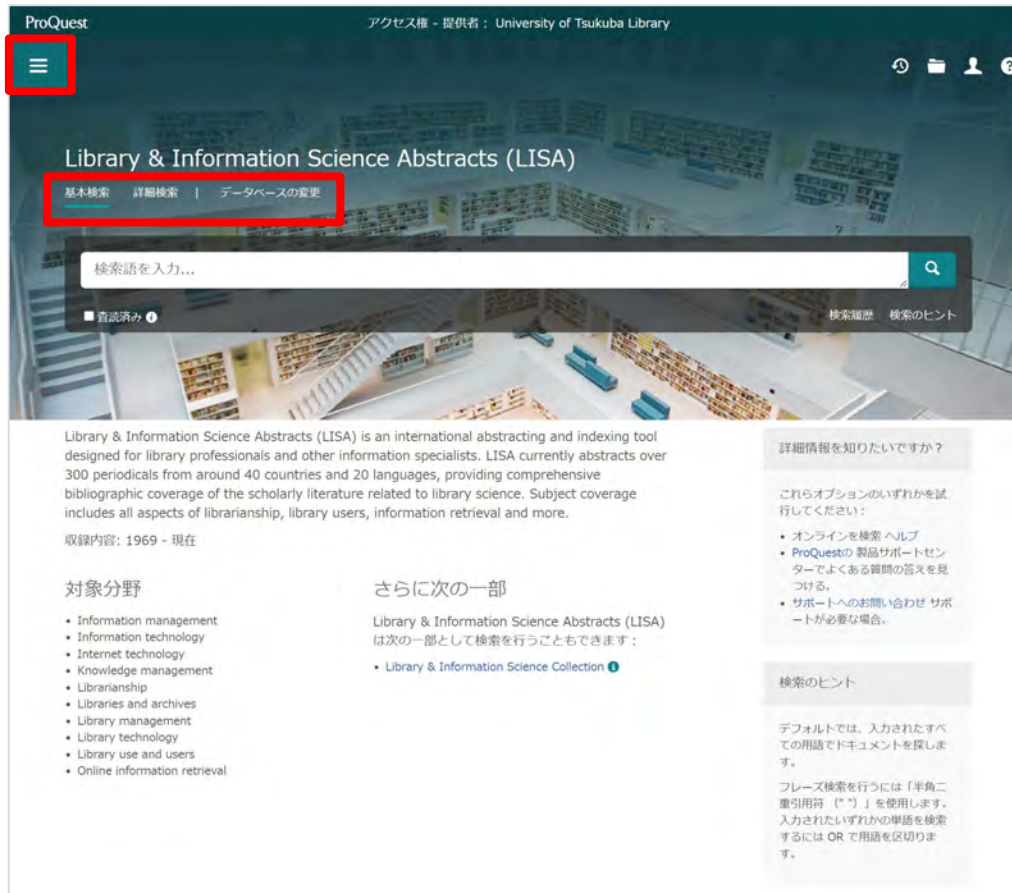 ProQuest
アクセス権 - 提供者： University of Tsukuba Library
Library & Information Science Abstracts (LISA)
基本検索 詳細検索 | データベースの変更
検索語を入力...
査読済み
検索履歴 検索のヒント
Library & Information Science Abstracts (LISA) is an international abstracting and indexing tool
designed for library professionals and other information specialists. LISA currently abstracts over
300 periodicals from around 40 countries and 20 languages, providing comprehensive
bibliographic coverage of the scholarly literature related to library science. Subject coverage
includes all aspects of librarianship, library users, information retrieval and more.
収録内容: 1969 - 現在
対象分野
• Information management
• Information technology
• Internet technology
• Knowledge management
• Librarianship
• Libraries and archives
• Library management
• Library technology
• Library use and users
• Online information retrieval
さらに次の一部
Library & Information Science Abstracts (LISA)
は次の一部として検索を行うこともできます：
• Library & Information Science Collection
詳細情報を知りたいですか？
これらオプションのいずれかを試
行してください：
• オンラインを検索 ヘルプ
• ProQuestの 製品サポートセン
ターでよくある質問の答えを見
つける。
• サポートへのお問い合わせ サポ
ートが必要な場合。
検索のヒント
デフォルトでは、入力されたすべ
ての用語でドキュメントを探しま
す。
フレーズ検索を行うには「半角二
重引用符 （" "）」を使用します。
入力されたいずれかの単語を検索
するには OR で用語を区切りま
す。